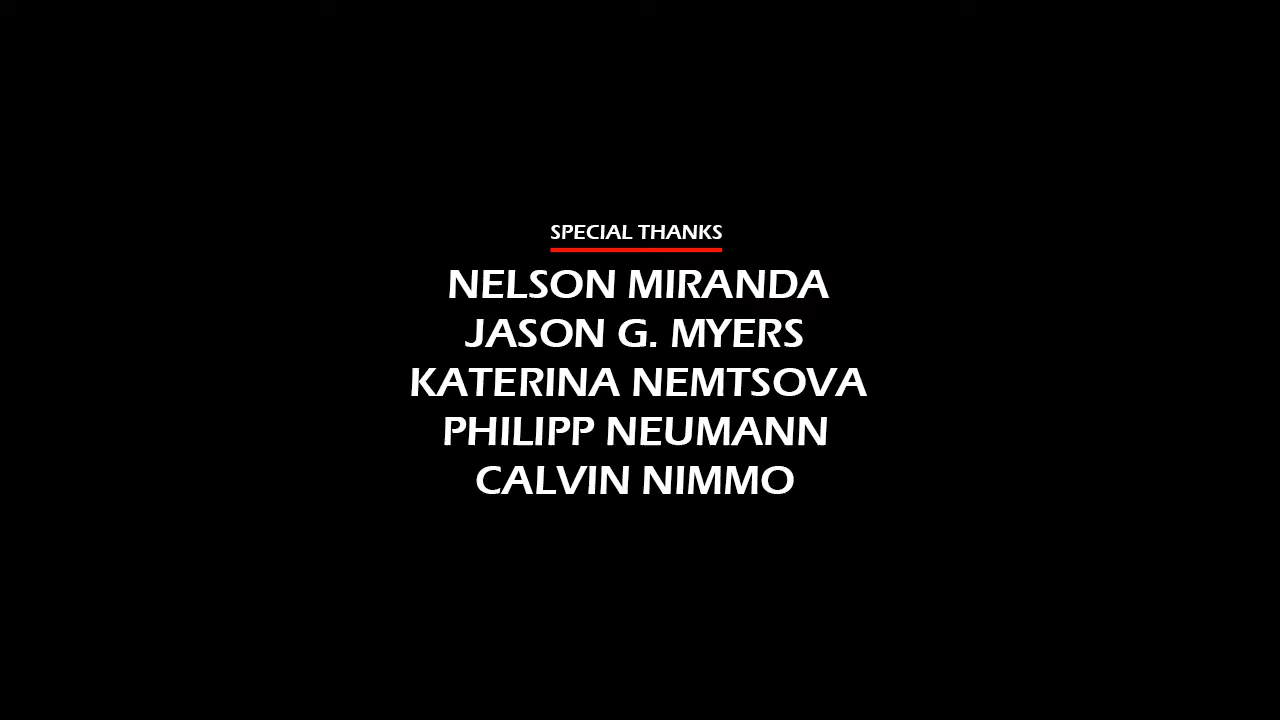 SPECIAL THANKS
NELSON MIRANDA
JASON G. MYERS
KATERINA NEMTSOVA
PHILIPP NEUMANN
CALVIN NIMMO